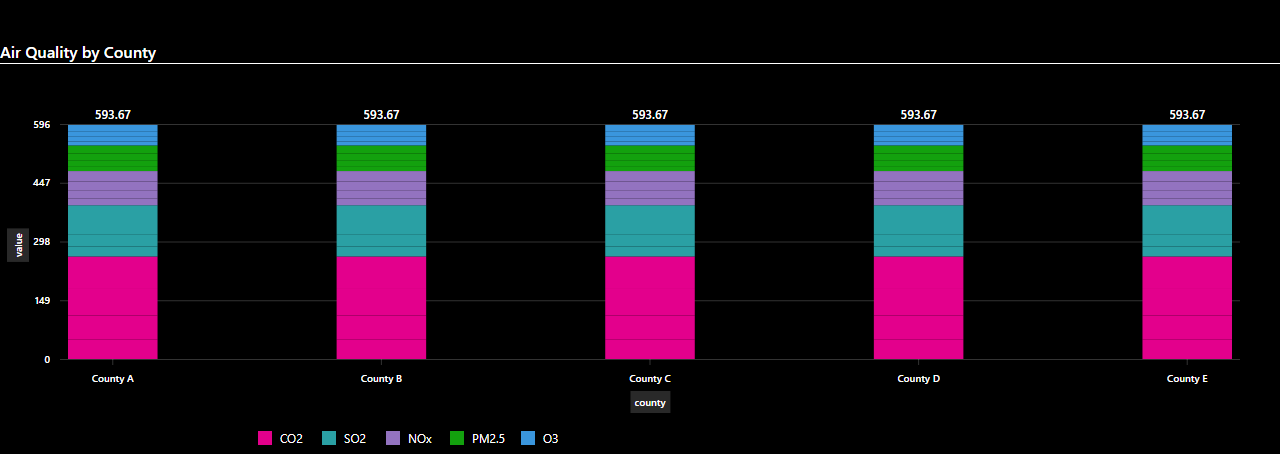 Air Quality by County
593.67 593.67 593.67 593.67 593.67
596
447
298
149
0
value
County A County B County C County D County E
county
CO2 SO2 NOx PM2.5 O3